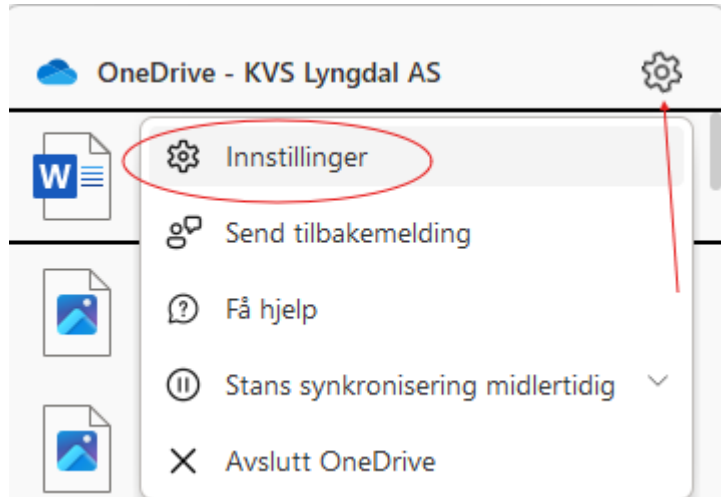 OneDrive - KVS Lyngdal AS
W
Innstillinger
Send tilbakemelding
Få hjelp
Stans synkronisering midlertidig
Avslutt OneDrive